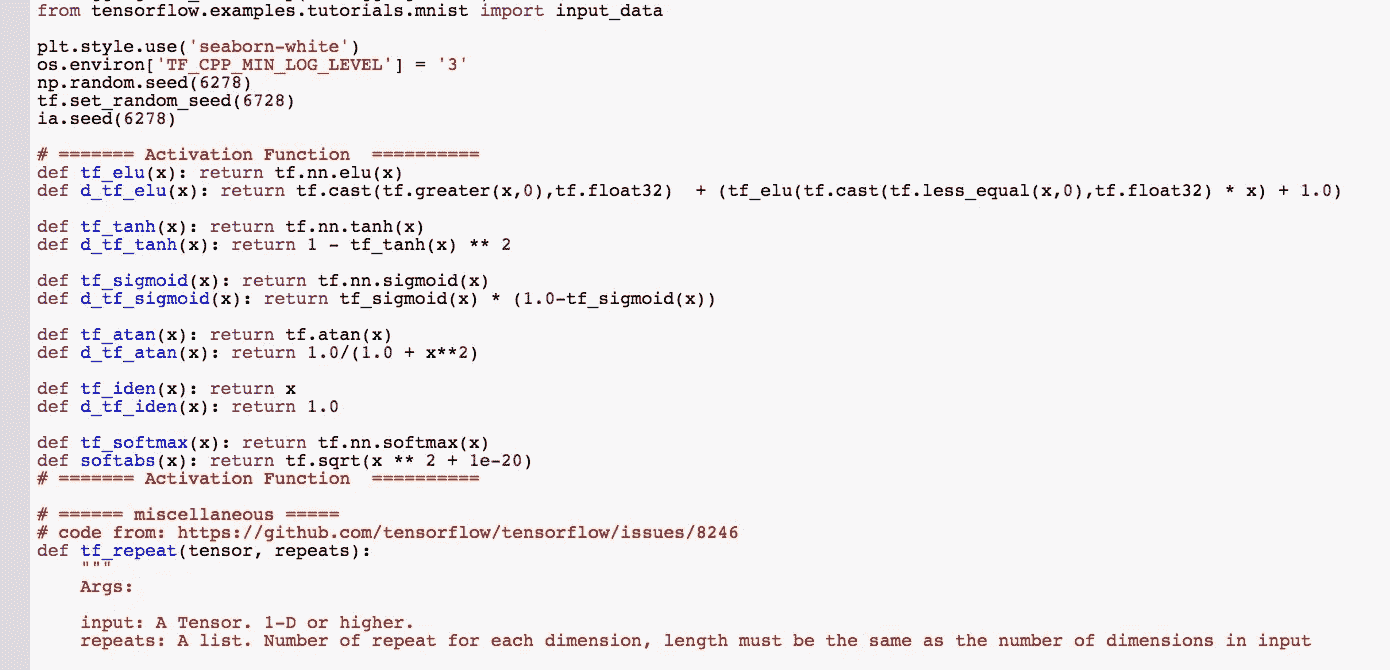 from tensorflow.examples.tutorials.mnist import input_data
plt.style.use('seaborn-white')
os.environ['TF_CPP_MIN_LOG_LEVEL'] = '3'
np.random.seed(6278)
tf.set_random_seed(6728)
ia.seed(6278)
# ======= Activation Function  ==========
def tf_elu(x): return tf.nn.elu(x)
def d_tf_elu(x): return tf.cast(tf.greater(x,0),tf.float32)  + (tf_elu(tf.cast(tf.less_equal(x,0),tf.float32) * x) + 1.0)
def tf_tanh(x): return tf.nn.tanh(x)
def d_tf_tanh(x): return 1 - tf_tanh(x) ** 2
def tf_sigmoid(x): return tf.nn.sigmoid(x)
def d_tf_sigmoid(x): return tf_sigmoid(x) * (1.0-tf_sigmoid(x))
def tf_atan(x): return tf.atan(x)
def d_tf_atan(x): return 1.0/(1.0 + x**2)
def tf_iden(x): return x
def d_tf_iden(x): return 1.0
def tf_softmax(x): return tf.nn.softmax(x)
def softabs(x): return tf.sqrt(x ** 2 + 1e-20)
# ======= Activation Function  ==========
# ====== miscellaneous =====
# code from: https://github.com/tensorflow/tensorflow/issues/8246
def tf_repeat(tensor, repeats):
    """
    Args:
    input: A Tensor. 1-D or higher.
    repeats: A list. Number of repeat for each dimension, length must be the same as the number of dimensions in input